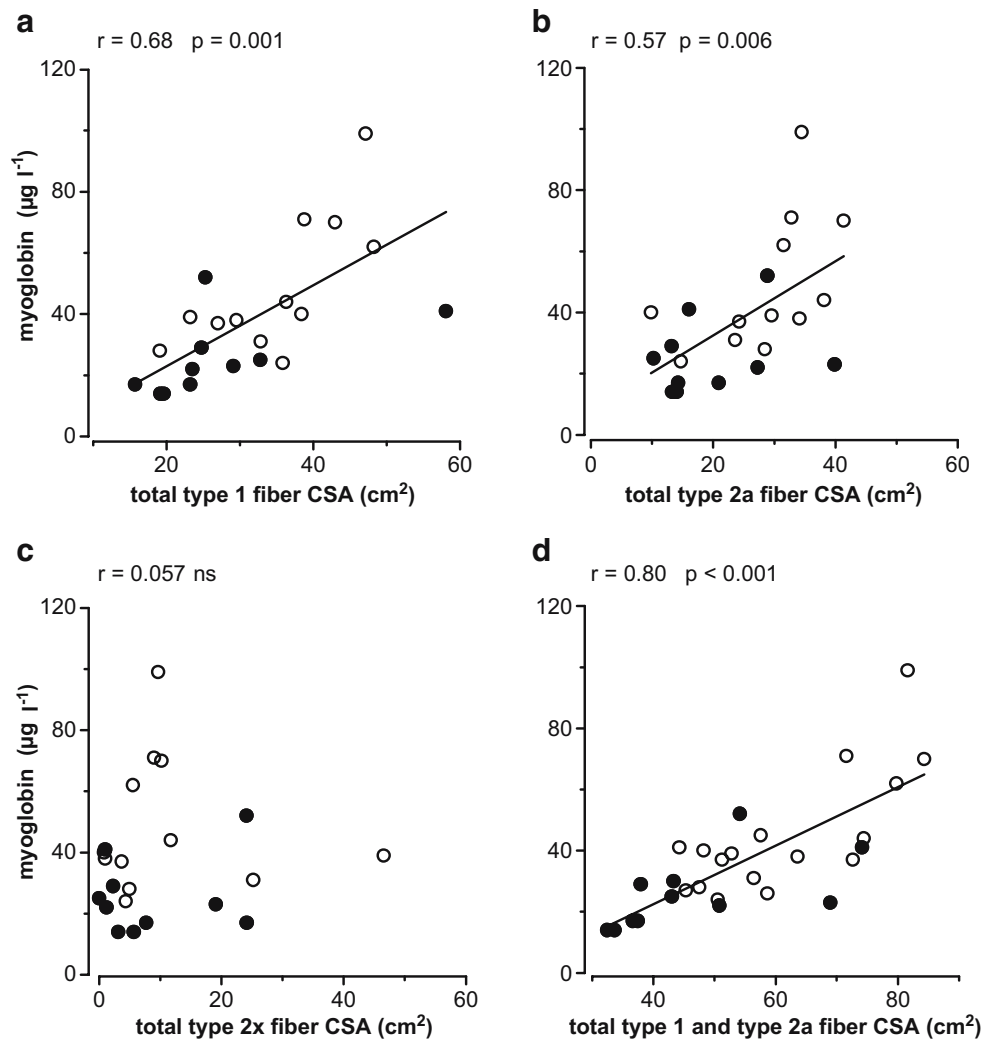 a
r = 0.68 p = 0.001
120
80
40
0
20 40 60
myoglobin (µg l-1)
total type 1 fiber CSA (cm2)
b
r = 0.57 p = 0.006
120
80
40
0
0 20 40 60
total type 2a fiber CSA (cm2)
c
r = 0.057 ns
120
80
40
0
0 20 40 60
myoglobin (µg l-1)
total type 2x fiber CSA (cm2)
d
r = 0.80 p < 0.001
120
80
40
0
40 60 80
total type 1 and type 2a fiber CSA (cm2)